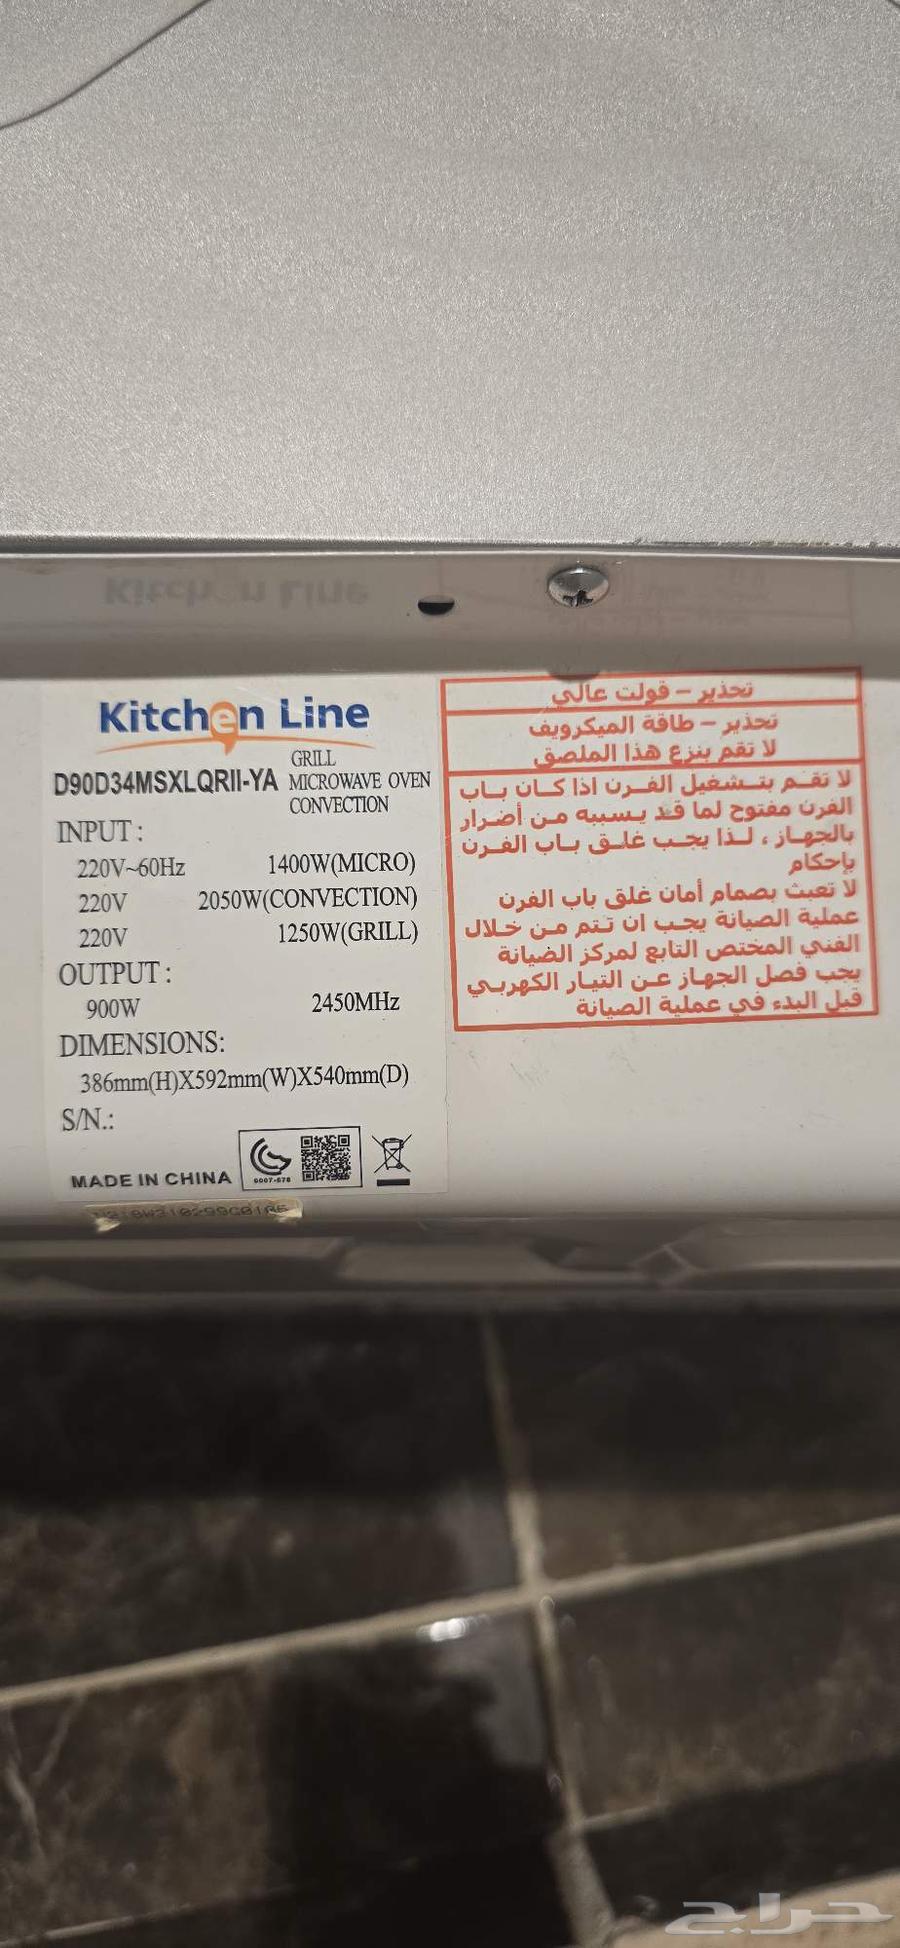 Kitchen Line
D90D34MSXLQRII-YA
GRILL
MICROWAVE OVEN
CONVECTION
INPUT :
220V~60Hz 1400W(MICRO)
220V 2050W(CONVECTION)
220V 1250W(GRILL)
OUTPUT :
900W 2450MHz
DIMENSIONS:
386mm(H)X592mm(W)X540mm(D)
S/N.:
MADE IN CHINA
تحذير – فولت عالي
تحذير – طاقة الميكرويف
لا تقم بنزع هذا الملصق
لا تقم بتشغيل الفرن اذا كان باب
الفرن مفتوح لما قد يسببه من أضرار
بالجهاز ، لذا يجب غلق باب الفرن
بإحكام
لا تعبث بصمام أمان غلق باب الفرن
عملية الصيانة يجب ان تتم من خلال
الفني المختص التابع لمركز الصيانة
يجب فصل الجهاز عن التيار الكهربي
قبل البدء في عملية الصيانة
حراج